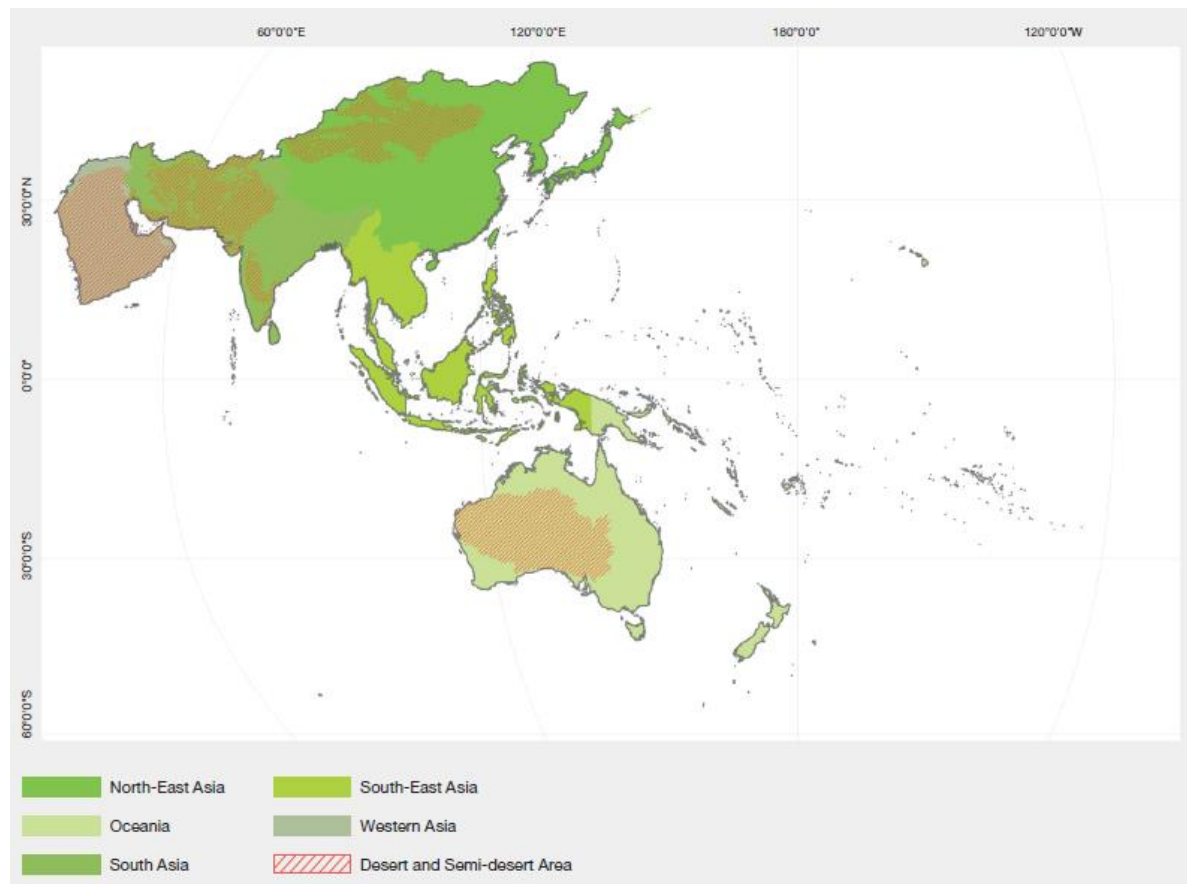 60°0'0"E 120°0'0"E 180°0'0" 120°0'0"W
30°0'0"N
0°0'0"
30°0'0"S
60°0'0"S
North-East Asia South-East Asia
Oceania Western Asia
South Asia Desert and Semi-desert Area